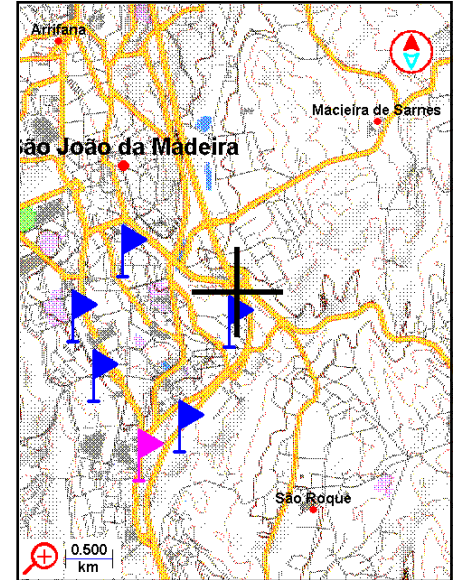 Arrifana
Macieira de Sarnes
São João da Madeira
São Roque
0.500
km